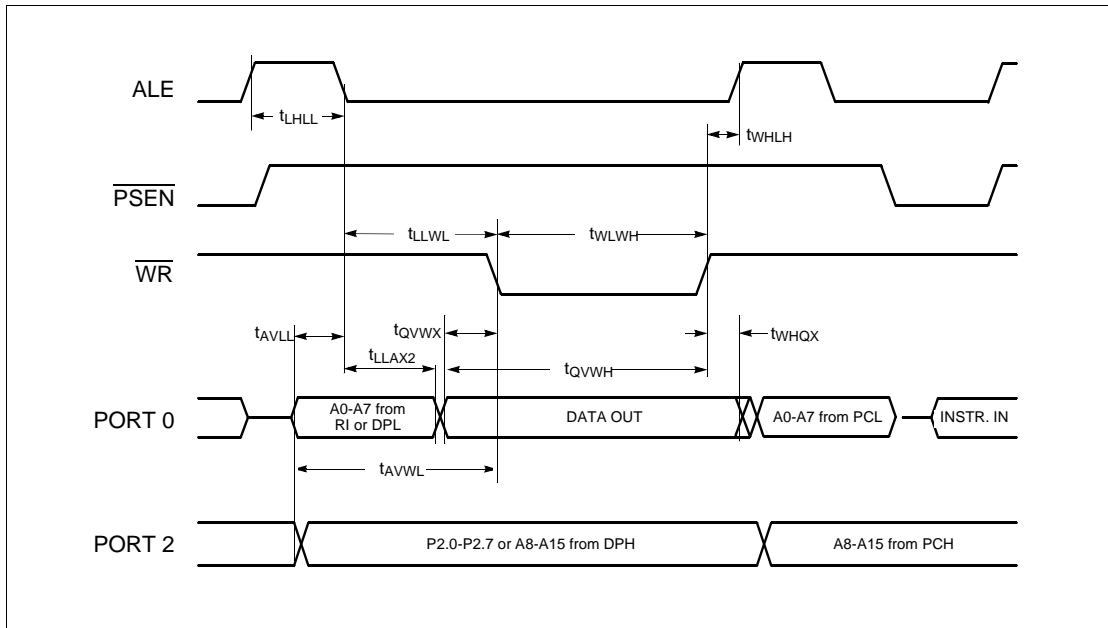 ALE
tLHLL
tWHLH
PSEN
tLLWL
tWLWH
WR
tAVLL
tQVWX
tWHQX
tLLAX2
tQVWH
PORT 0
A0-A7 from
RI or DPL
DATA OUT
A0-A7 from PCL
INSTR. IN
tAVWL
PORT 2
P2.0-P2.7 or A8-A15 from DPH
A8-A15 from PCH